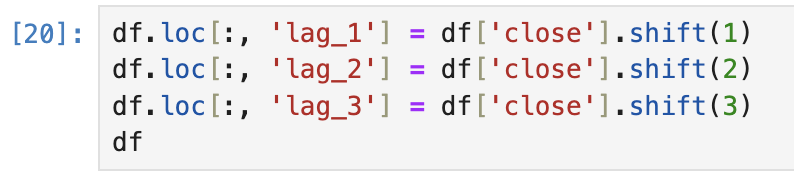 [20]: df.loc[:, 'lag_1'] = df['close'].shift(1)
df.loc[:, 'lag_2'] = df['close'].shift(2)
df.loc[:, 'lag_3'] = df['close'].shift(3)
df